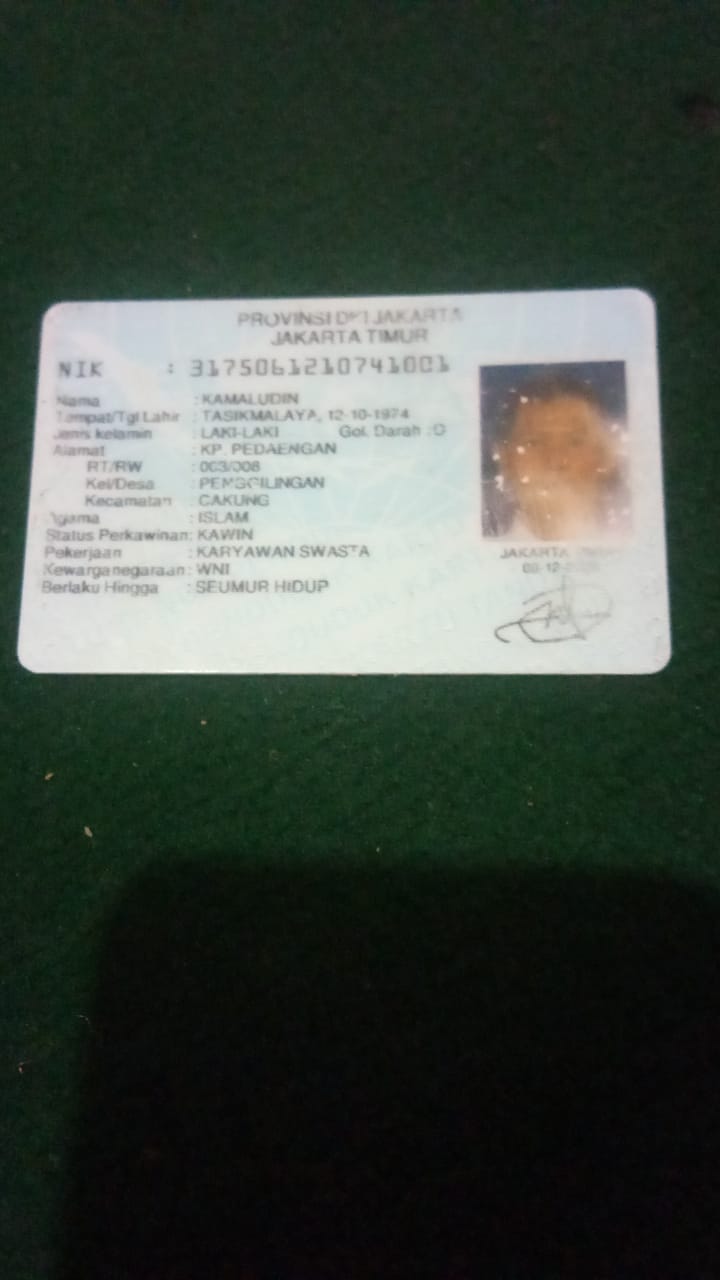 PROVINSI DKI JAKARTA
JAKARTA TIMUR
NIK : 3175061210741001
Nama : KAMALUDIN
Tempat/Tgl Lahir : TASIKMALAYA, 12-10-1974
Jenis kelamin : LAKI-LAKI Gol. Darah : O
Alamat : KP. PEDAENGAN
RT/RW : 003/008
Kel/Desa : PENGGILINGAN
Kecamatan : CAKUNG
Agama : ISLAM
Status Perkawinan: KAWIN
Pekerjaan : KARYAWAN SWASTA
Kewarganegaraan: WNI
Berlaku Hingga : SEUMUR HIDUP
JAKARTA TIMUR